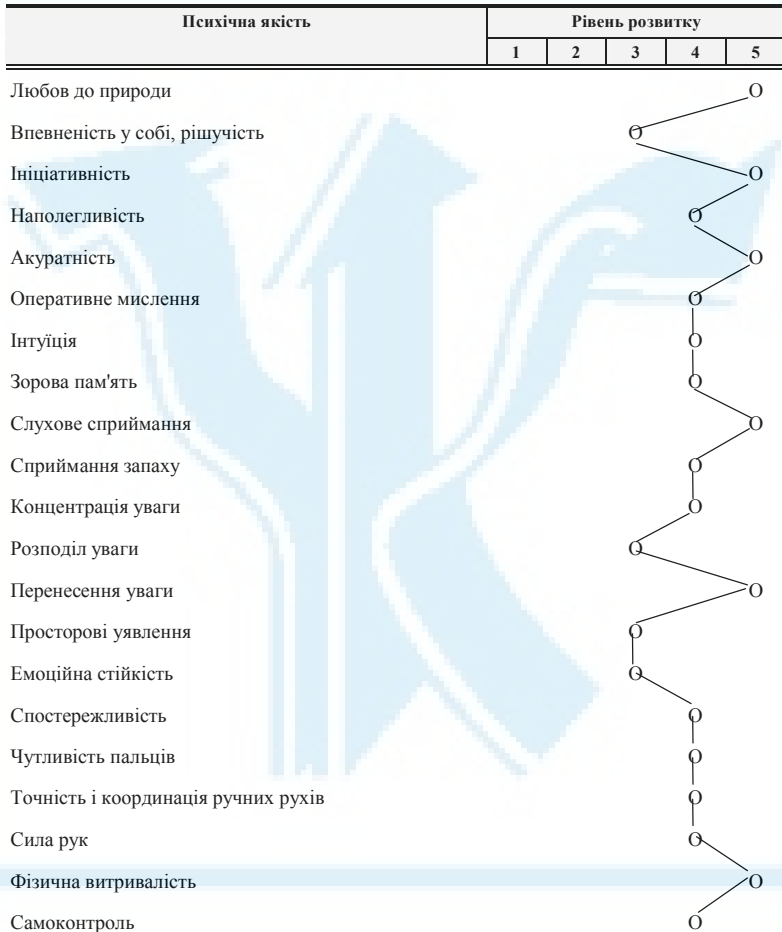 Психічна якість
Рівень розвитку
1 2 3 4 5
Любов до природи O
Впевненість у собі, рішучість O
Ініціативність O
Наполегливість O
Акуратність O
Оперативне мислення O
Інтуїція O
Зорова пам'ять O
Слухове сприймання O
Сприймання запаху O
Концентрація уваги O
Розподіл уваги O
Перенесення уваги O
Просторові уявлення O
Емоційна стійкість O
Спостережливість O
Чутливість пальців O
Точність і координація ручних рухів O
Сила рук O
Фізична витривалість O
Самоконтроль O